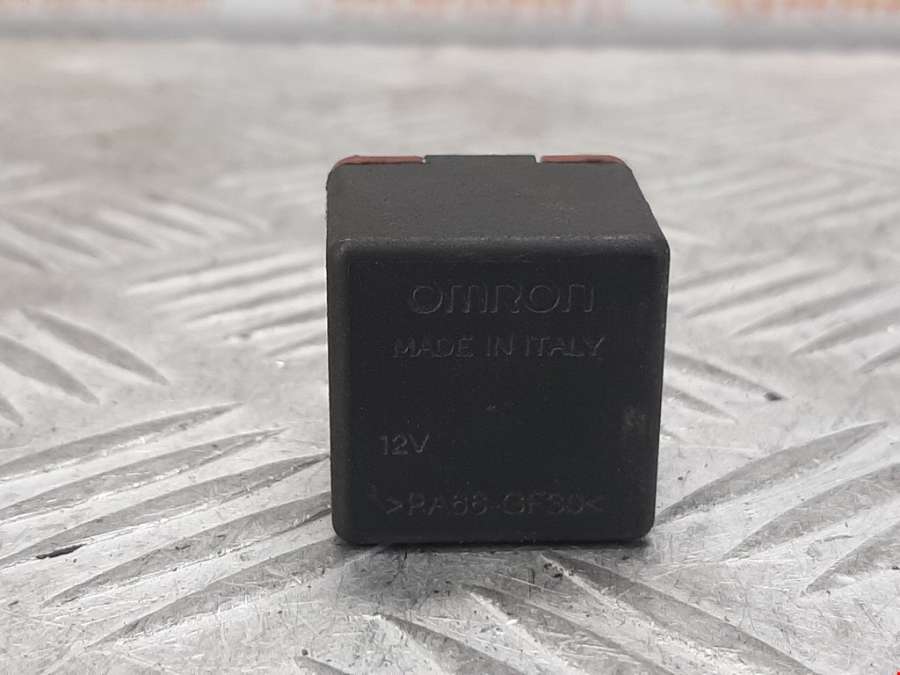 OMRON
MADE IN ITALY
12V
>PA66-GF30<